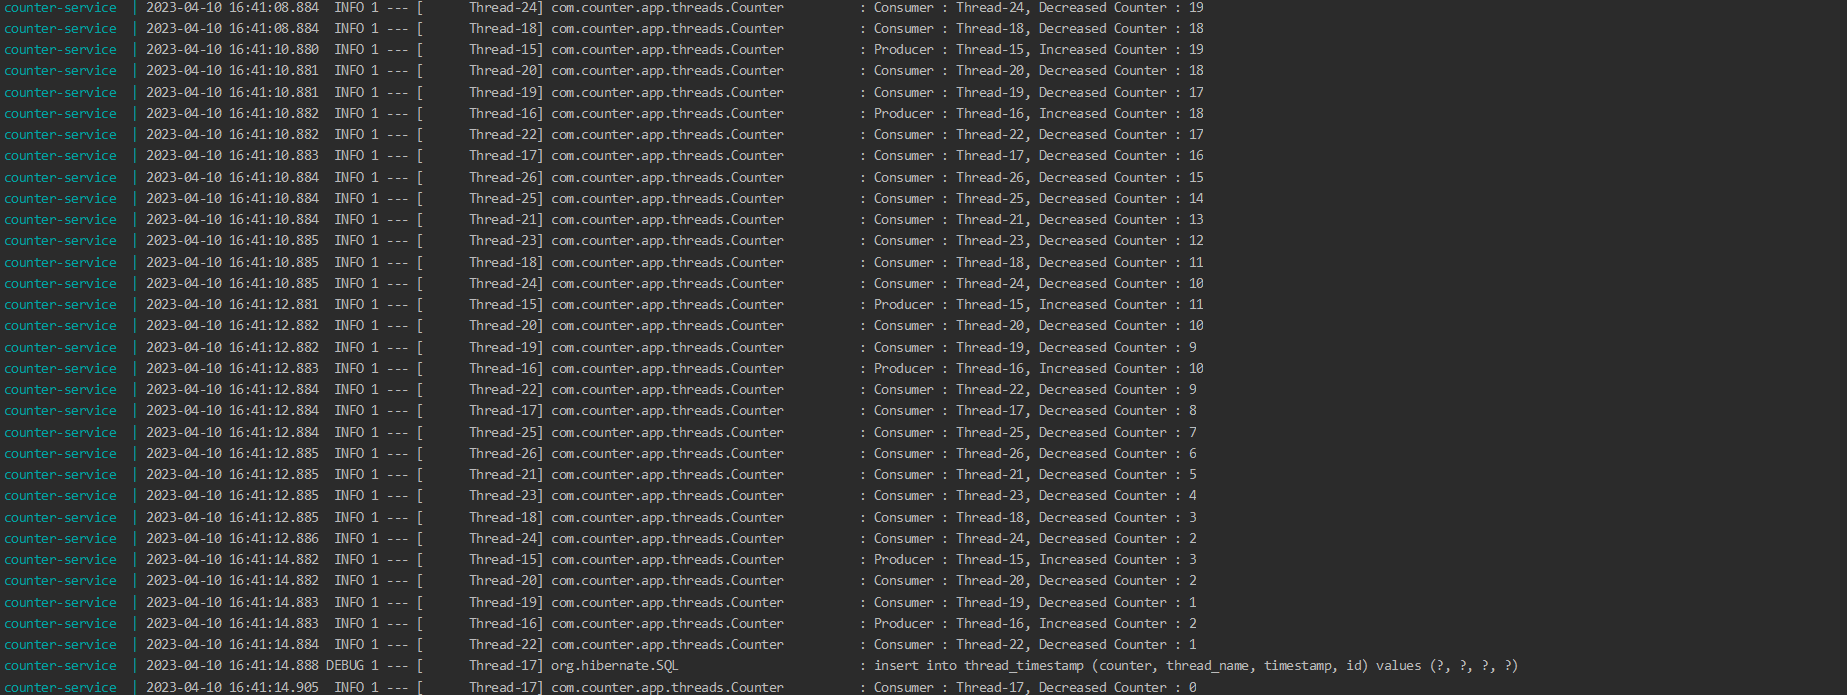 counter-service | 2023-04-10 16:41:08.884 INFO 1 --- [ Thread-24] com.counter.app.threads.Counter : Consumer : Thread-24, Decreased Counter : 19
counter-service | 2023-04-10 16:41:08.884 INFO 1 --- [ Thread-18] com.counter.app.threads.Counter : Consumer : Thread-18, Decreased Counter : 18
counter-service | 2023-04-10 16:41:10.880 INFO 1 --- [ Thread-15] com.counter.app.threads.Counter : Producer : Thread-15, Increased Counter : 19
counter-service | 2023-04-10 16:41:10.881 INFO 1 --- [ Thread-20] com.counter.app.threads.Counter : Consumer : Thread-20, Decreased Counter : 18
counter-service | 2023-04-10 16:41:10.881 INFO 1 --- [ Thread-19] com.counter.app.threads.Counter : Consumer : Thread-19, Decreased Counter : 17
counter-service | 2023-04-10 16:41:10.882 INFO 1 --- [ Thread-16] com.counter.app.threads.Counter : Producer : Thread-16, Increased Counter : 18
counter-service | 2023-04-10 16:41:10.882 INFO 1 --- [ Thread-22] com.counter.app.threads.Counter : Consumer : Thread-22, Decreased Counter : 17
counter-service | 2023-04-10 16:41:10.883 INFO 1 --- [ Thread-17] com.counter.app.threads.Counter : Consumer : Thread-17, Decreased Counter : 16
counter-service | 2023-04-10 16:41:10.884 INFO 1 --- [ Thread-26] com.counter.app.threads.Counter : Consumer : Thread-26, Decreased Counter : 15
counter-service | 2023-04-10 16:41:10.884 INFO 1 --- [ Thread-25] com.counter.app.threads.Counter : Consumer : Thread-25, Decreased Counter : 14
counter-service | 2023-04-10 16:41:10.884 INFO 1 --- [ Thread-21] com.counter.app.threads.Counter : Consumer : Thread-21, Decreased Counter : 13
counter-service | 2023-04-10 16:41:10.885 INFO 1 --- [ Thread-23] com.counter.app.threads.Counter : Consumer : Thread-23, Decreased Counter : 12
counter-service | 2023-04-10 16:41:10.885 INFO 1 --- [ Thread-18] com.counter.app.threads.Counter : Consumer : Thread-18, Decreased Counter : 11
counter-service | 2023-04-10 16:41:10.885 INFO 1 --- [ Thread-24] com.counter.app.threads.Counter : Consumer : Thread-24, Decreased Counter : 10
counter-service | 2023-04-10 16:41:12.881 INFO 1 --- [ Thread-15] com.counter.app.threads.Counter : Producer : Thread-15, Increased Counter : 11
counter-service | 2023-04-10 16:41:12.882 INFO 1 --- [ Thread-20] com.counter.app.threads.Counter : Consumer : Thread-20, Decreased Counter : 10
counter-service | 2023-04-10 16:41:12.882 INFO 1 --- [ Thread-19] com.counter.app.threads.Counter : Consumer : Thread-19, Decreased Counter : 9
counter-service | 2023-04-10 16:41:12.883 INFO 1 --- [ Thread-16] com.counter.app.threads.Counter : Producer : Thread-16, Increased Counter : 10
counter-service | 2023-04-10 16:41:12.884 INFO 1 --- [ Thread-22] com.counter.app.threads.Counter : Consumer : Thread-22, Decreased Counter : 9
counter-service | 2023-04-10 16:41:12.884 INFO 1 --- [ Thread-17] com.counter.app.threads.Counter : Consumer : Thread-17, Decreased Counter : 8
counter-service | 2023-04-10 16:41:12.884 INFO 1 --- [ Thread-25] com.counter.app.threads.Counter : Consumer : Thread-25, Decreased Counter : 7
counter-service | 2023-04-10 16:41:12.885 INFO 1 --- [ Thread-26] com.counter.app.threads.Counter : Consumer : Thread-26, Decreased Counter : 6
counter-service | 2023-04-10 16:41:12.885 INFO 1 --- [ Thread-21] com.counter.app.threads.Counter : Consumer : Thread-21, Decreased Counter : 5
counter-service | 2023-04-10 16:41:12.885 INFO 1 --- [ Thread-23] com.counter.app.threads.Counter : Consumer : Thread-23, Decreased Counter : 4
counter-service | 2023-04-10 16:41:12.885 INFO 1 --- [ Thread-18] com.counter.app.threads.Counter : Consumer : Thread-18, Decreased Counter : 3
counter-service | 2023-04-10 16:41:12.886 INFO 1 --- [ Thread-24] com.counter.app.threads.Counter : Consumer : Thread-24, Decreased Counter : 2
counter-service | 2023-04-10 16:41:14.882 INFO 1 --- [ Thread-15] com.counter.app.threads.Counter : Producer : Thread-15, Increased Counter : 3
counter-service | 2023-04-10 16:41:14.882 INFO 1 --- [ Thread-20] com.counter.app.threads.Counter : Consumer : Thread-20, Decreased Counter : 2
counter-service | 2023-04-10 16:41:14.883 INFO 1 --- [ Thread-19] com.counter.app.threads.Counter : Consumer : Thread-19, Decreased Counter : 1
counter-service | 2023-04-10 16:41:14.883 INFO 1 --- [ Thread-16] com.counter.app.threads.Counter : Producer : Thread-16, Increased Counter : 2
counter-service | 2023-04-10 16:41:14.884 INFO 1 --- [ Thread-22] com.counter.app.threads.Counter : Consumer : Thread-22, Decreased Counter : 1
counter-service | 2023-04-10 16:41:14.888 DEBUG 1 --- [ Thread-17] org.hibernate.SQL : insert into thread_timestamp (counter, thread_name, timestamp, id) values (?, ?, ?, ?)
counter-service | 2023-04-10 16:41:14.905 INFO 1 --- [ Thread-17] com.counter.app.threads.Counter : Consumer : Thread-17, Decreased Counter : 0